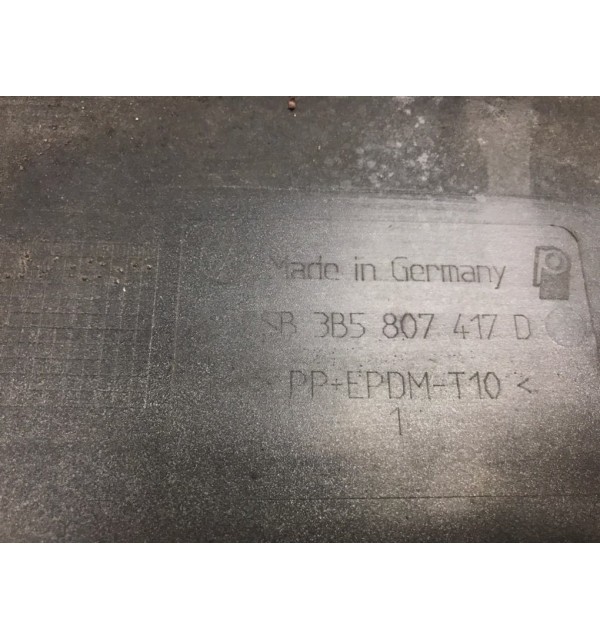 Made in Germany
3B5 807 417 D
PP+EPDM-T10 <
1